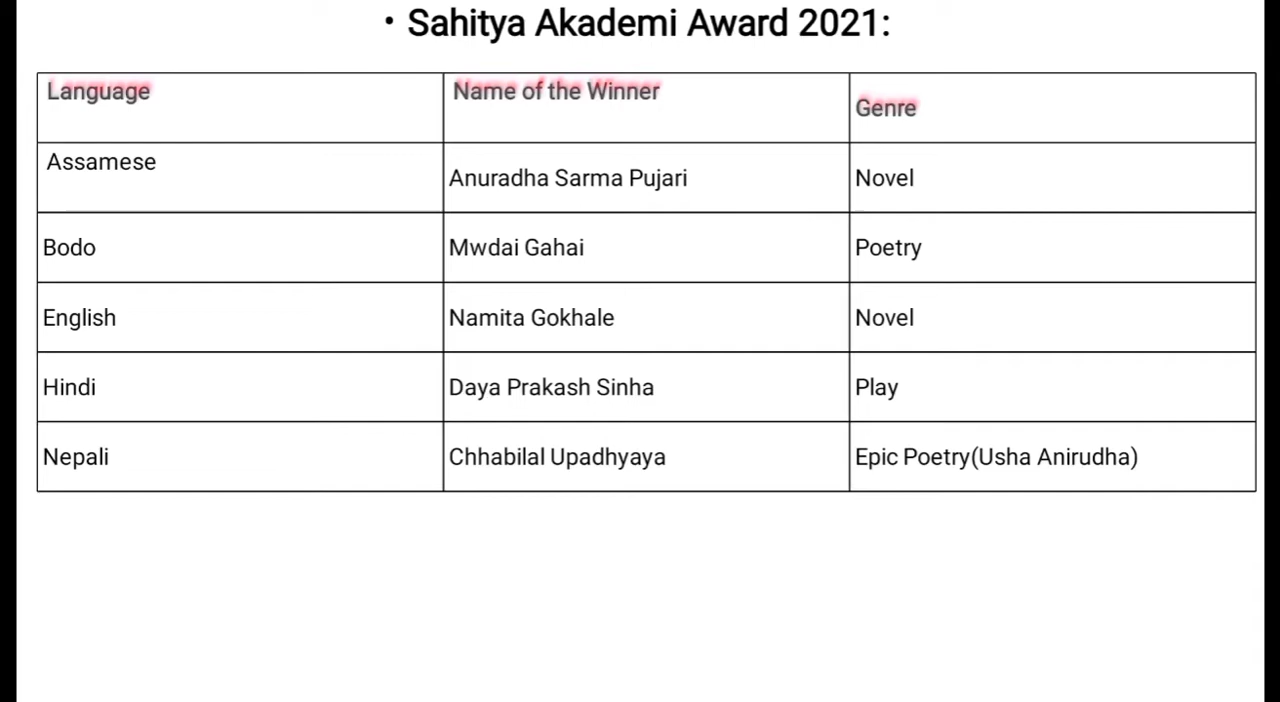 • Sahitya Akademi Award 2021:
Language Name of the Winner Genre
Assamese Anuradha Sarma Pujari Novel
Bodo Mwdai Gahai Poetry
English Namita Gokhale Novel
Hindi Daya Prakash Sinha Play
Nepali Chhabilal Upadhyaya Epic Poetry(Usha Anirudha)